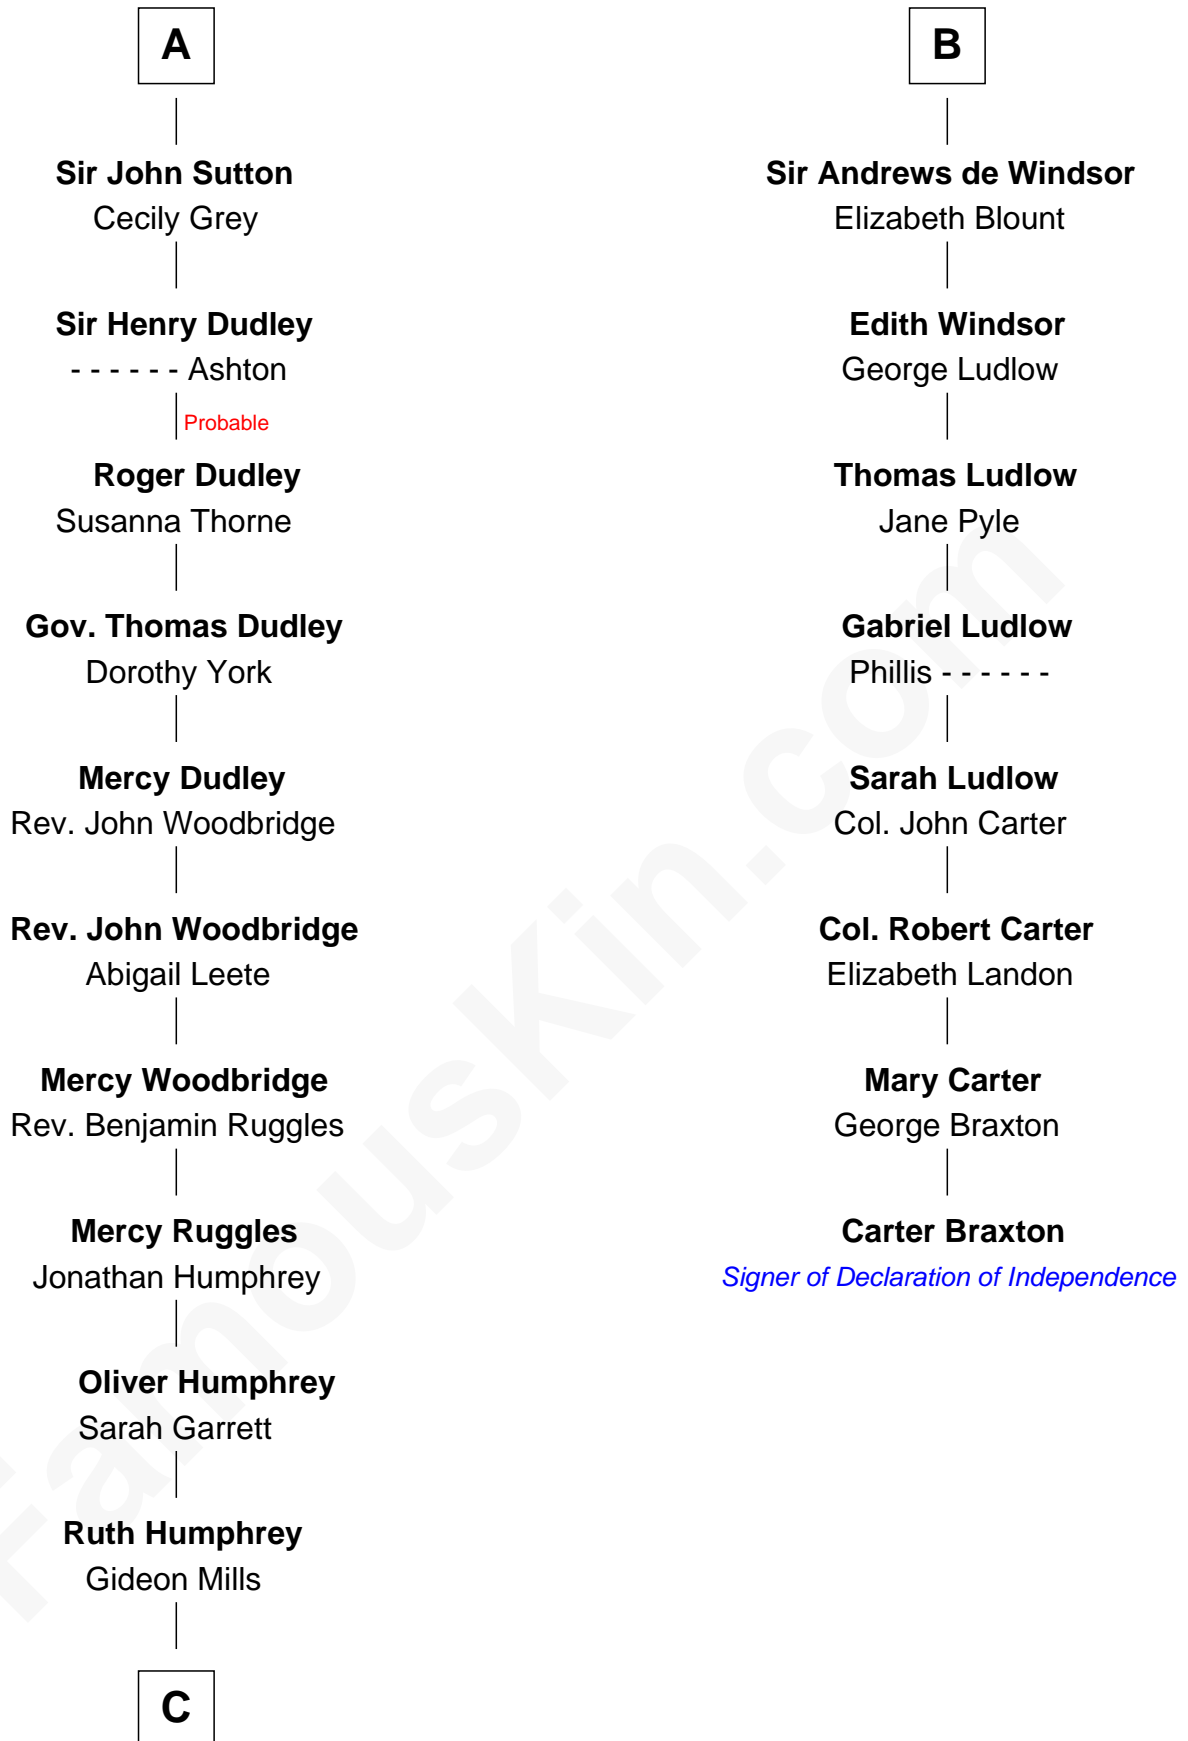 A
Sir John Sutton
Cecily Grey
Sir Henry Dudley
- - - - - - Ashton
Probable
Roger Dudley
Susanna Thorne
Gov. Thomas Dudley
Dorothy York
Mercy Dudley
Rev. John Woodbridge
Rev. John Woodbridge
Abigail Leete
Mercy Woodbridge
Rev. Benjamin Ruggles
Mercy Ruggles
Jonathan Humphrey
Oliver Humphrey
Sarah Garrett
Ruth Humphrey
Gideon Mills
C
B
Sir Andrews de Windsor
Elizabeth Blount
Edith Windsor
George Ludlow
Thomas Ludlow
Jane Pyle
Gabriel Ludlow
Phillis - - - - - -
Sarah Ludlow
Col. John Carter
Col. Robert Carter
Elizabeth Landon
Mary Carter
George Braxton
Carter Braxton
Signer of Declaration of Independence
FamousKin.com